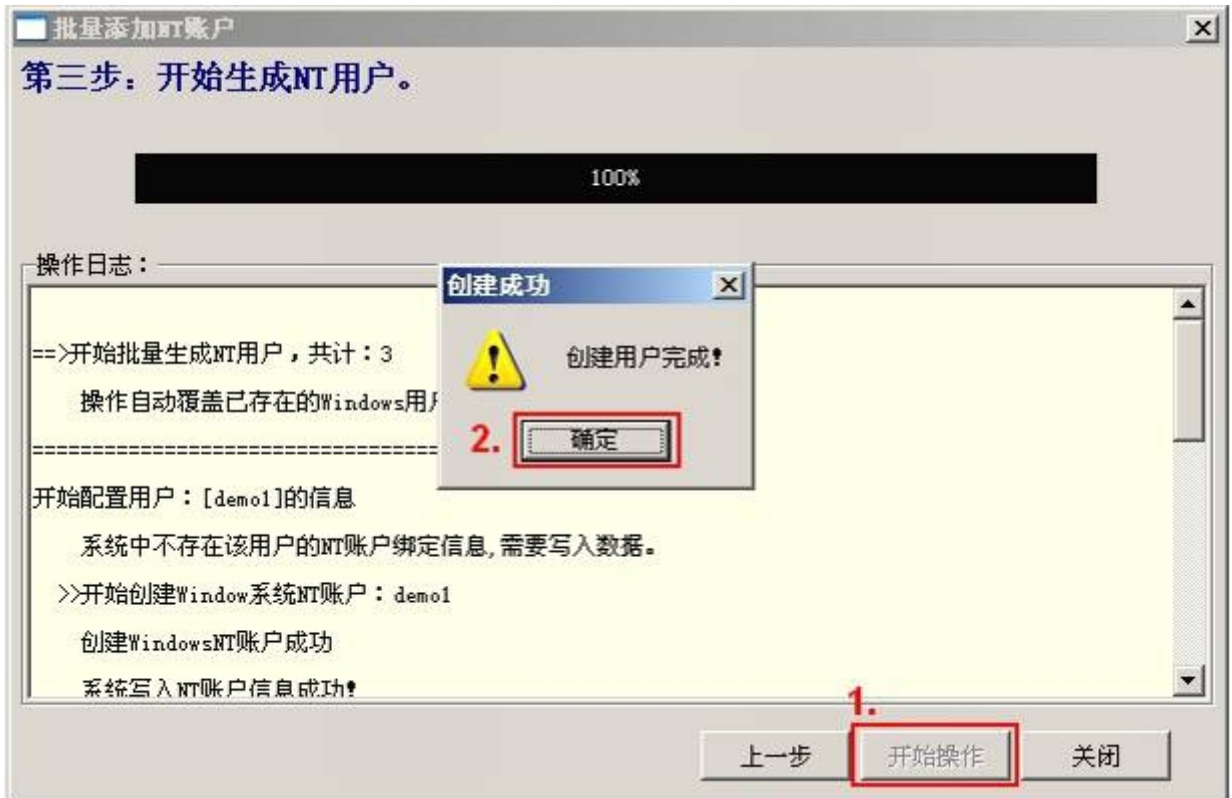 批量添加NT账户
第三步：开始生成NT用户。
100%
操作日志：
创建成功
创建用户完成!
2.
确定
==>开始批量生成NT用户，共计：3
操作自动覆盖已存在的Windows用户
=================================
开始配置用户：[demo1]的信息
系统中不存在该用户的NT账户绑定信息,需要写入数据。
>>开始创建Window系统NT账户：demo1
创建WindowsNT账户成功
系统写入NT账户信息成功!
1.
上一步
开始操作
关闭